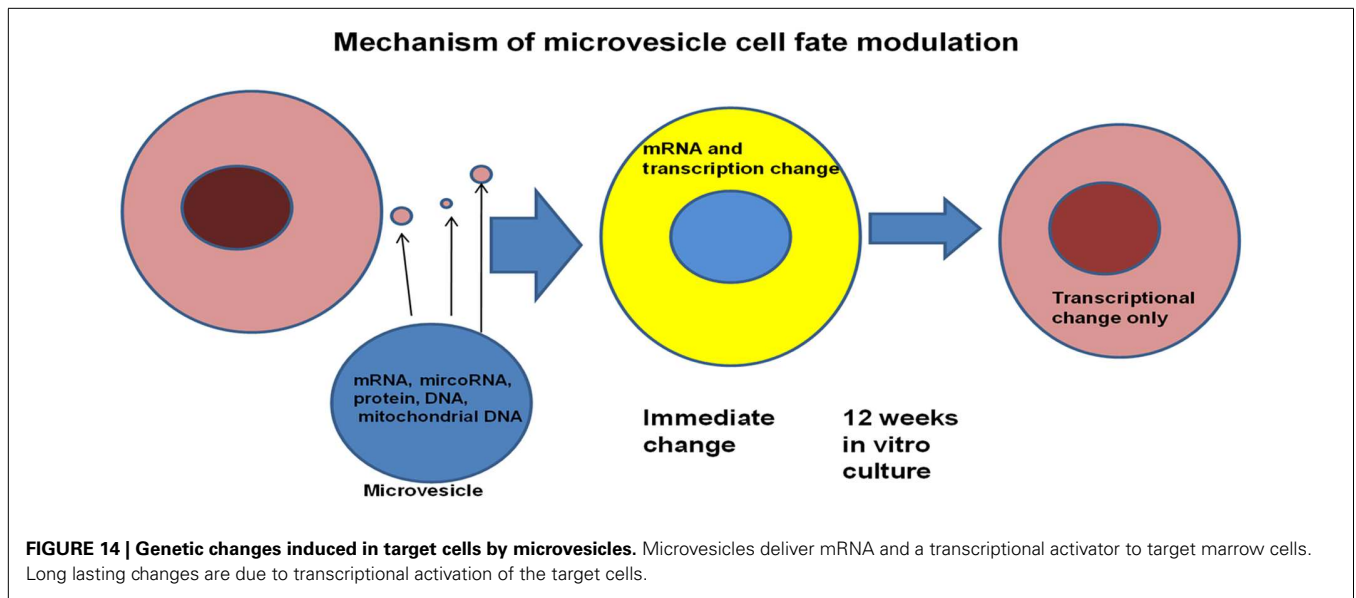 Mechanism of microvesicle cell fate modulation
mRNA and
transcription change
Transcriptional
change only
mRNA, mircoRNA,
protein, DNA,
mitochondrial DNA
Microvesicle
Immediate
change
12 weeks
in vitro
culture
FIGURE 14 | Genetic changes induced in target cells by microvesicles. Microvesicles deliver mRNA and a transcriptional activator to target marrow cells.
Long lasting changes are due to transcriptional activation of the target cells.